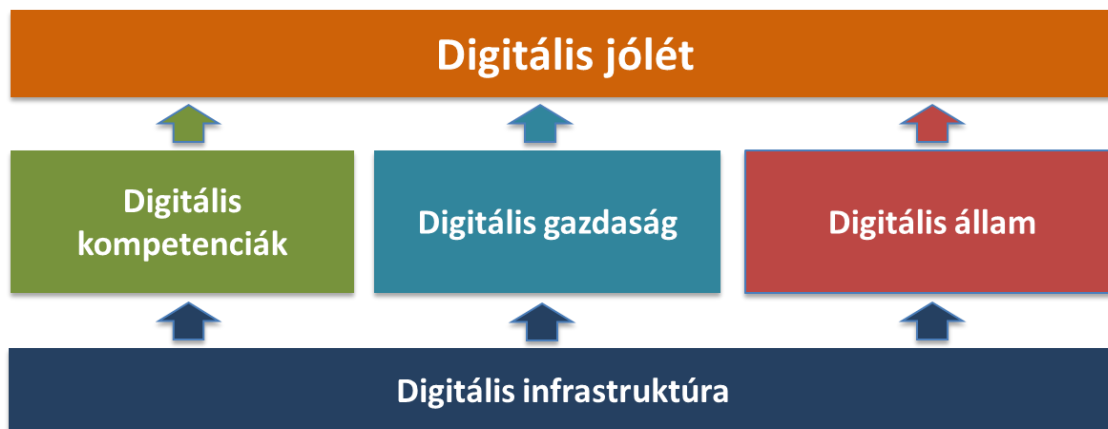 Digitális jólét
Digitális
kompetenciák
Digitális gazdaság
Digitális állam
Digitális infrastruktúra